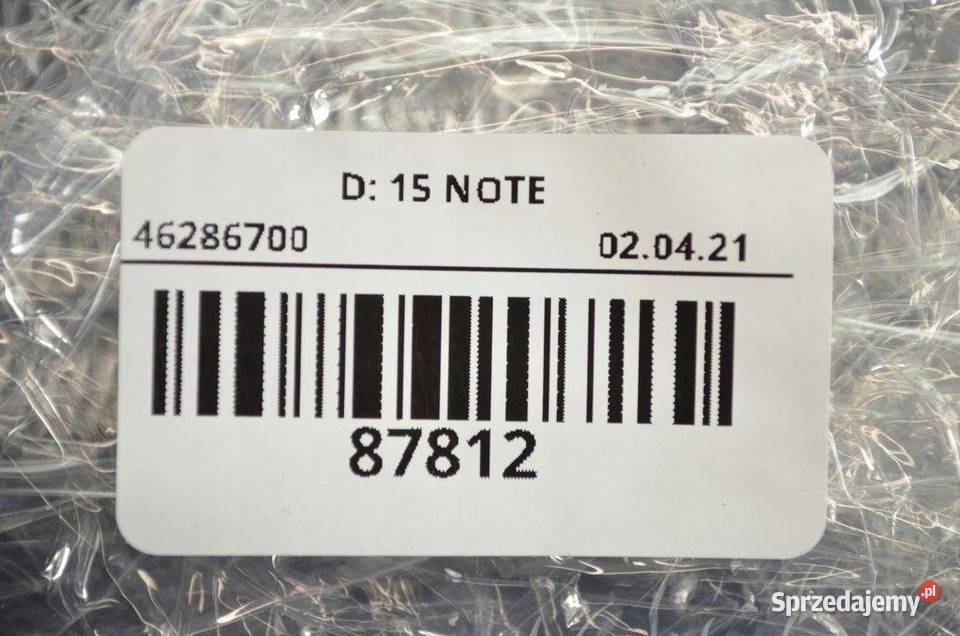 D: 15 NOTE
46286700 02.04.21
87812
Sprzedajemy.pl